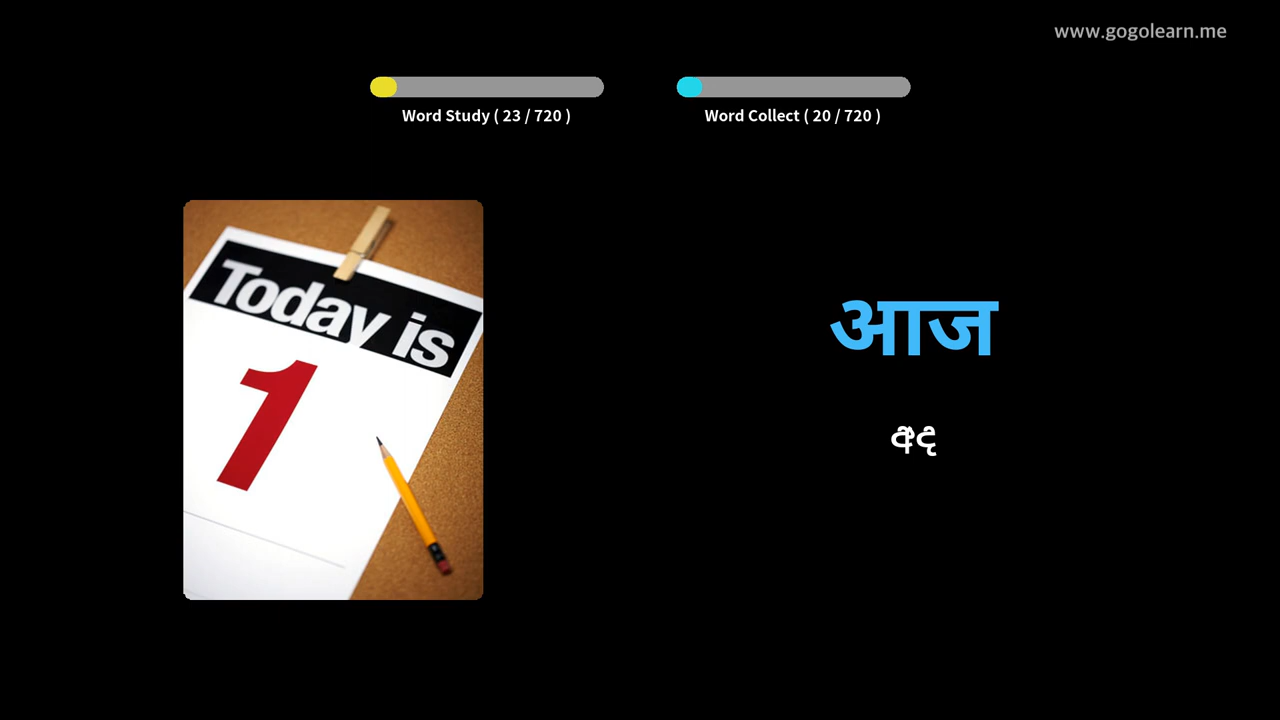 www.gogolearn.me
Word Study ( 23 / 720 )
Word Collect ( 20 / 720 )
Today is
1
आज
අද